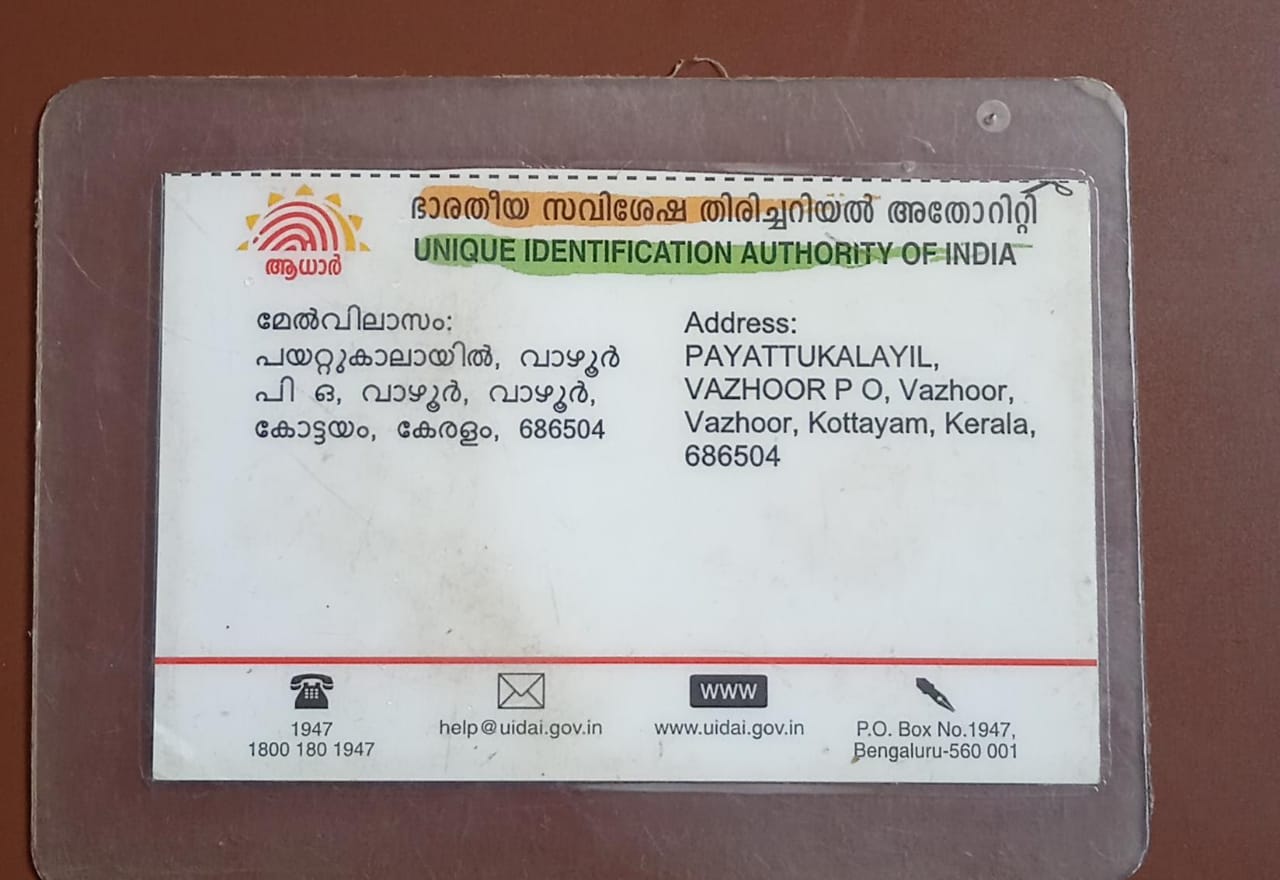 ഭാരതീയ സവിശേഷ തിരിച്ചറിയൽ അതോറിറ്റി
UNIQUE IDENTIFICATION AUTHORITY OF INDIA
ആധാർ
മേൽവിലാസം:
പയറ്റുകാലായിൽ, വാഴൂർ
പി ഒ, വാഴൂർ, വാഴൂർ,
കോട്ടയം, കേരളം, 686504
Address:
PAYATTUKALAYIL,
VAZHOOR P O, Vazhoor,
Vazhoor, Kottayam, Kerala,
686504
1947
1800 180 1947
help@uidai.gov.in
WWW
www.uidai.gov.in
P.O. Box No.1947,
Bengaluru-560 001